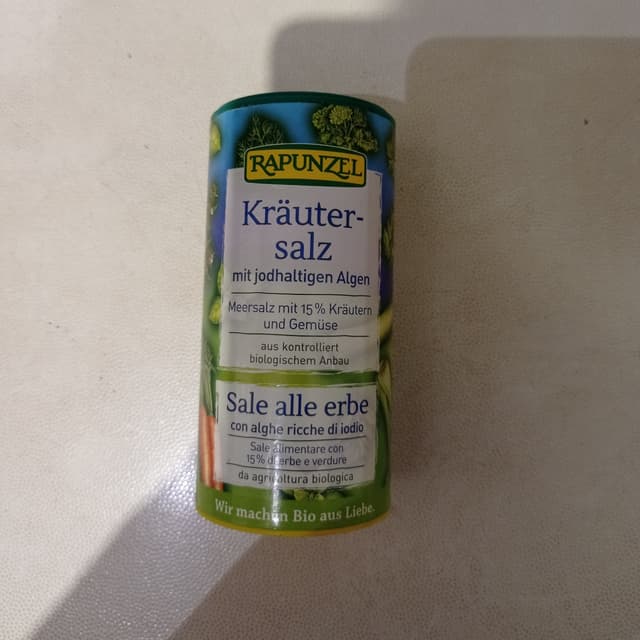 RAPUNZEL
Kräuter-
salz
mit jodhaltigen Algen
Meersalz mit 15% Kräutern
und Gemüse
aus kontrolliert
biologischem Anbau
Sale alle erbe
con alghe ricche di iodio
Sale alimentare con
15% di erbe e verdure
da agricoltura biologica
Wir machen Bio aus Liebe.